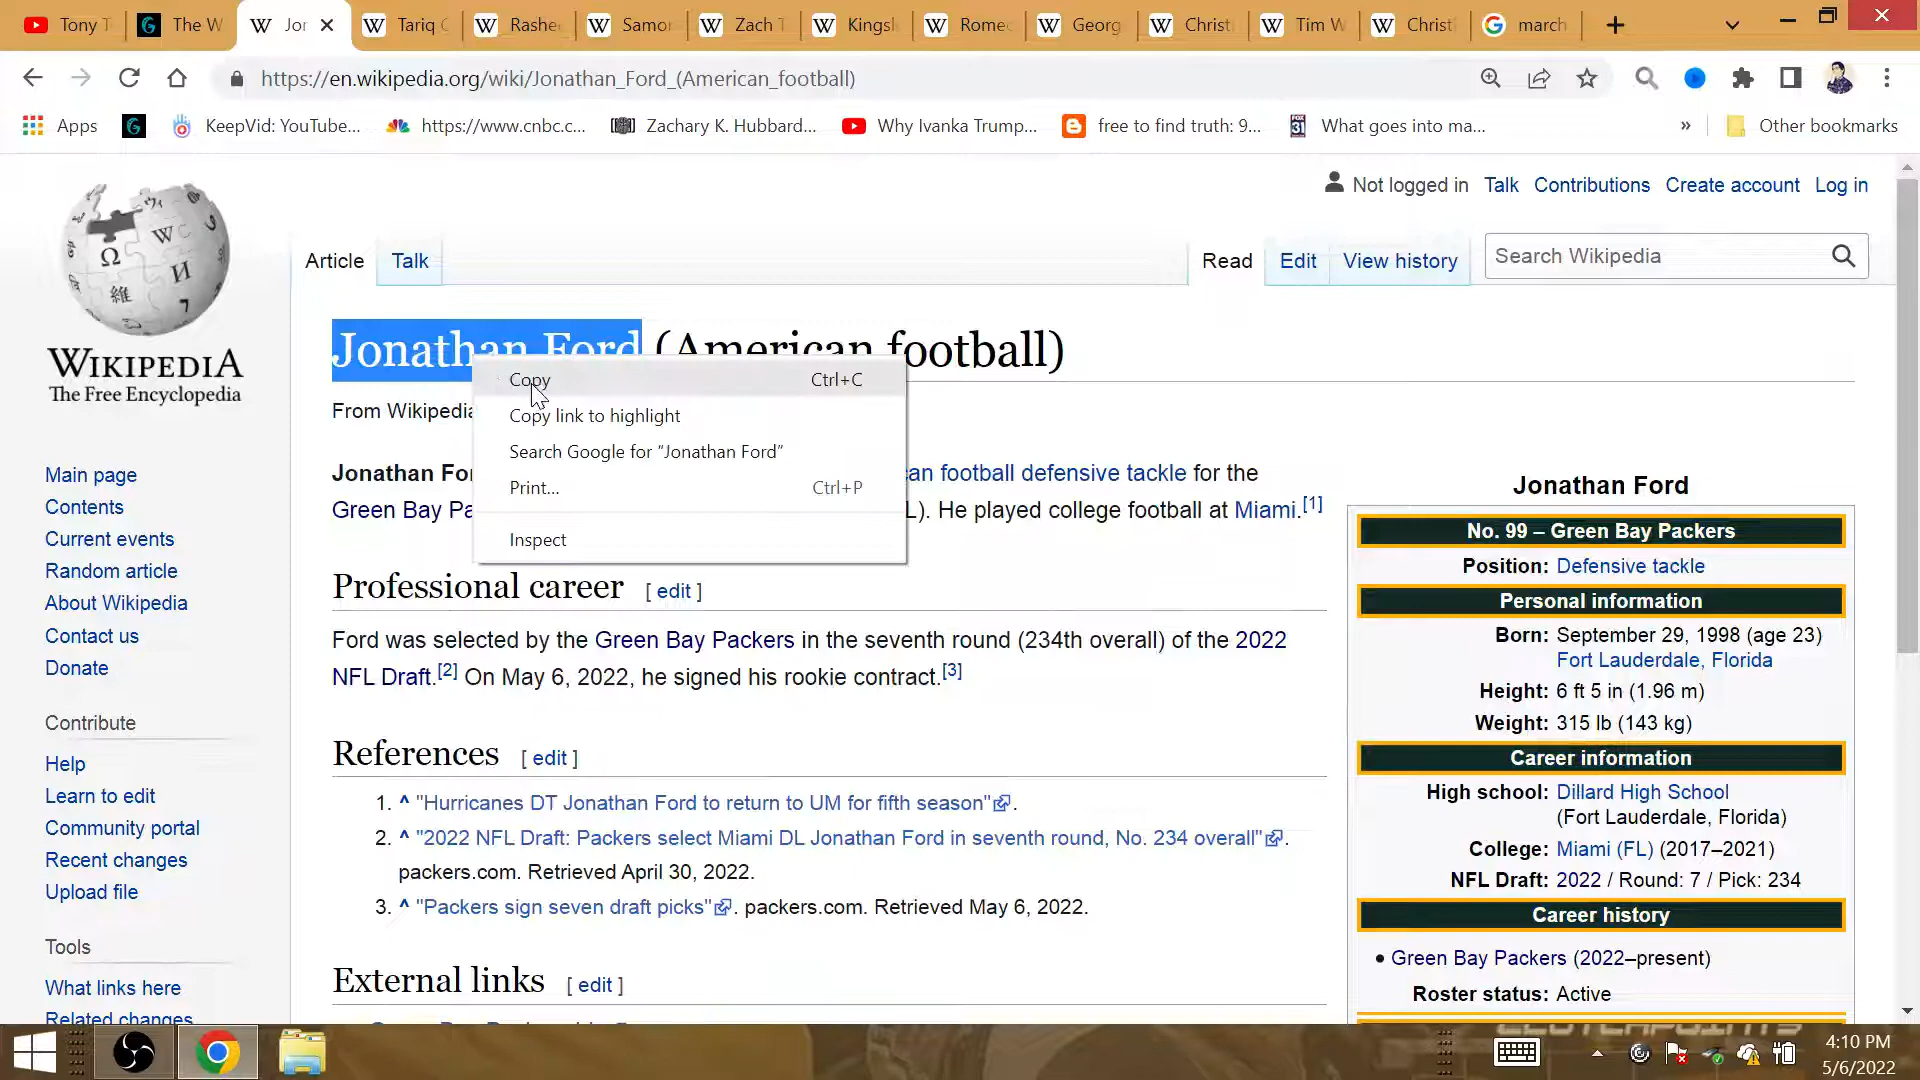 Tony T
The W
Jor
Tariq C
Rashe
Samo
Zach T
Kings
Rome
Georg
Christ
Tim W
Christ
march
https://en.wikipedia.org/wiki/Jonathan_Ford_(American_football)
Apps
KeepVid: YouTube...
https://www.cnbc.c...
Zachary K. Hubbard...
Why Ivanka Trump,...
free to find truth: 9...
What goes into ma...
»
Other bookmarks
Not logged in Talk Contributions Create account Log in
Article Talk
Read Edit View history
Search Wikipedia
WIKIPEDIA
The Free Encyclopedia
Jonathan Ford (American football)
From Wikipedia
Copy Ctrl+C
Copy link to highlight
Search Google for “Jonathan Ford”
Print... Ctrl+P
Inspect
Jonathan For an football defensive tackle for the
Green Bay Pa L). He played college football at Miami.[1]
Professional career [ edit ]
Ford was selected by the Green Bay Packers in the seventh round (234th overall) of the 2022
NFL Draft.[2] On May 6, 2022, he signed his rookie contract.[3]
References [ edit ]
1. ^ "Hurricanes DT Jonathan Ford to return to UM for fifth season".
2. ^ "2022 NFL Draft: Packers select Miami DL Jonathan Ford in seventh round, No. 234 overall".
packers.com. Retrieved April 30, 2022.
3. ^ "Packers sign seven draft picks". packers.com. Retrieved May 6, 2022.
External links [ edit ]
Main page
Contents
Current events
Random article
About Wikipedia
Contact us
Donate
Contribute
Help
Learn to edit
Community portal
Recent changes
Upload file
Tools
What links here
Related changes
Jonathan Ford
No. 99 – Green Bay Packers
Position: Defensive tackle
Personal information
Born: September 29, 1998 (age 23)
Fort Lauderdale, Florida
Height: 6 ft 5 in (1.96 m)
Weight: 315 lb (143 kg)
Career information
High school: Dillard High School
(Fort Lauderdale, Florida)
College: Miami (FL) (2017–2021)
NFL Draft: 2022 / Round: 7 / Pick: 234
Career history
• Green Bay Packers (2022–present)
Roster status: Active
4:10 PM
5/6/2022